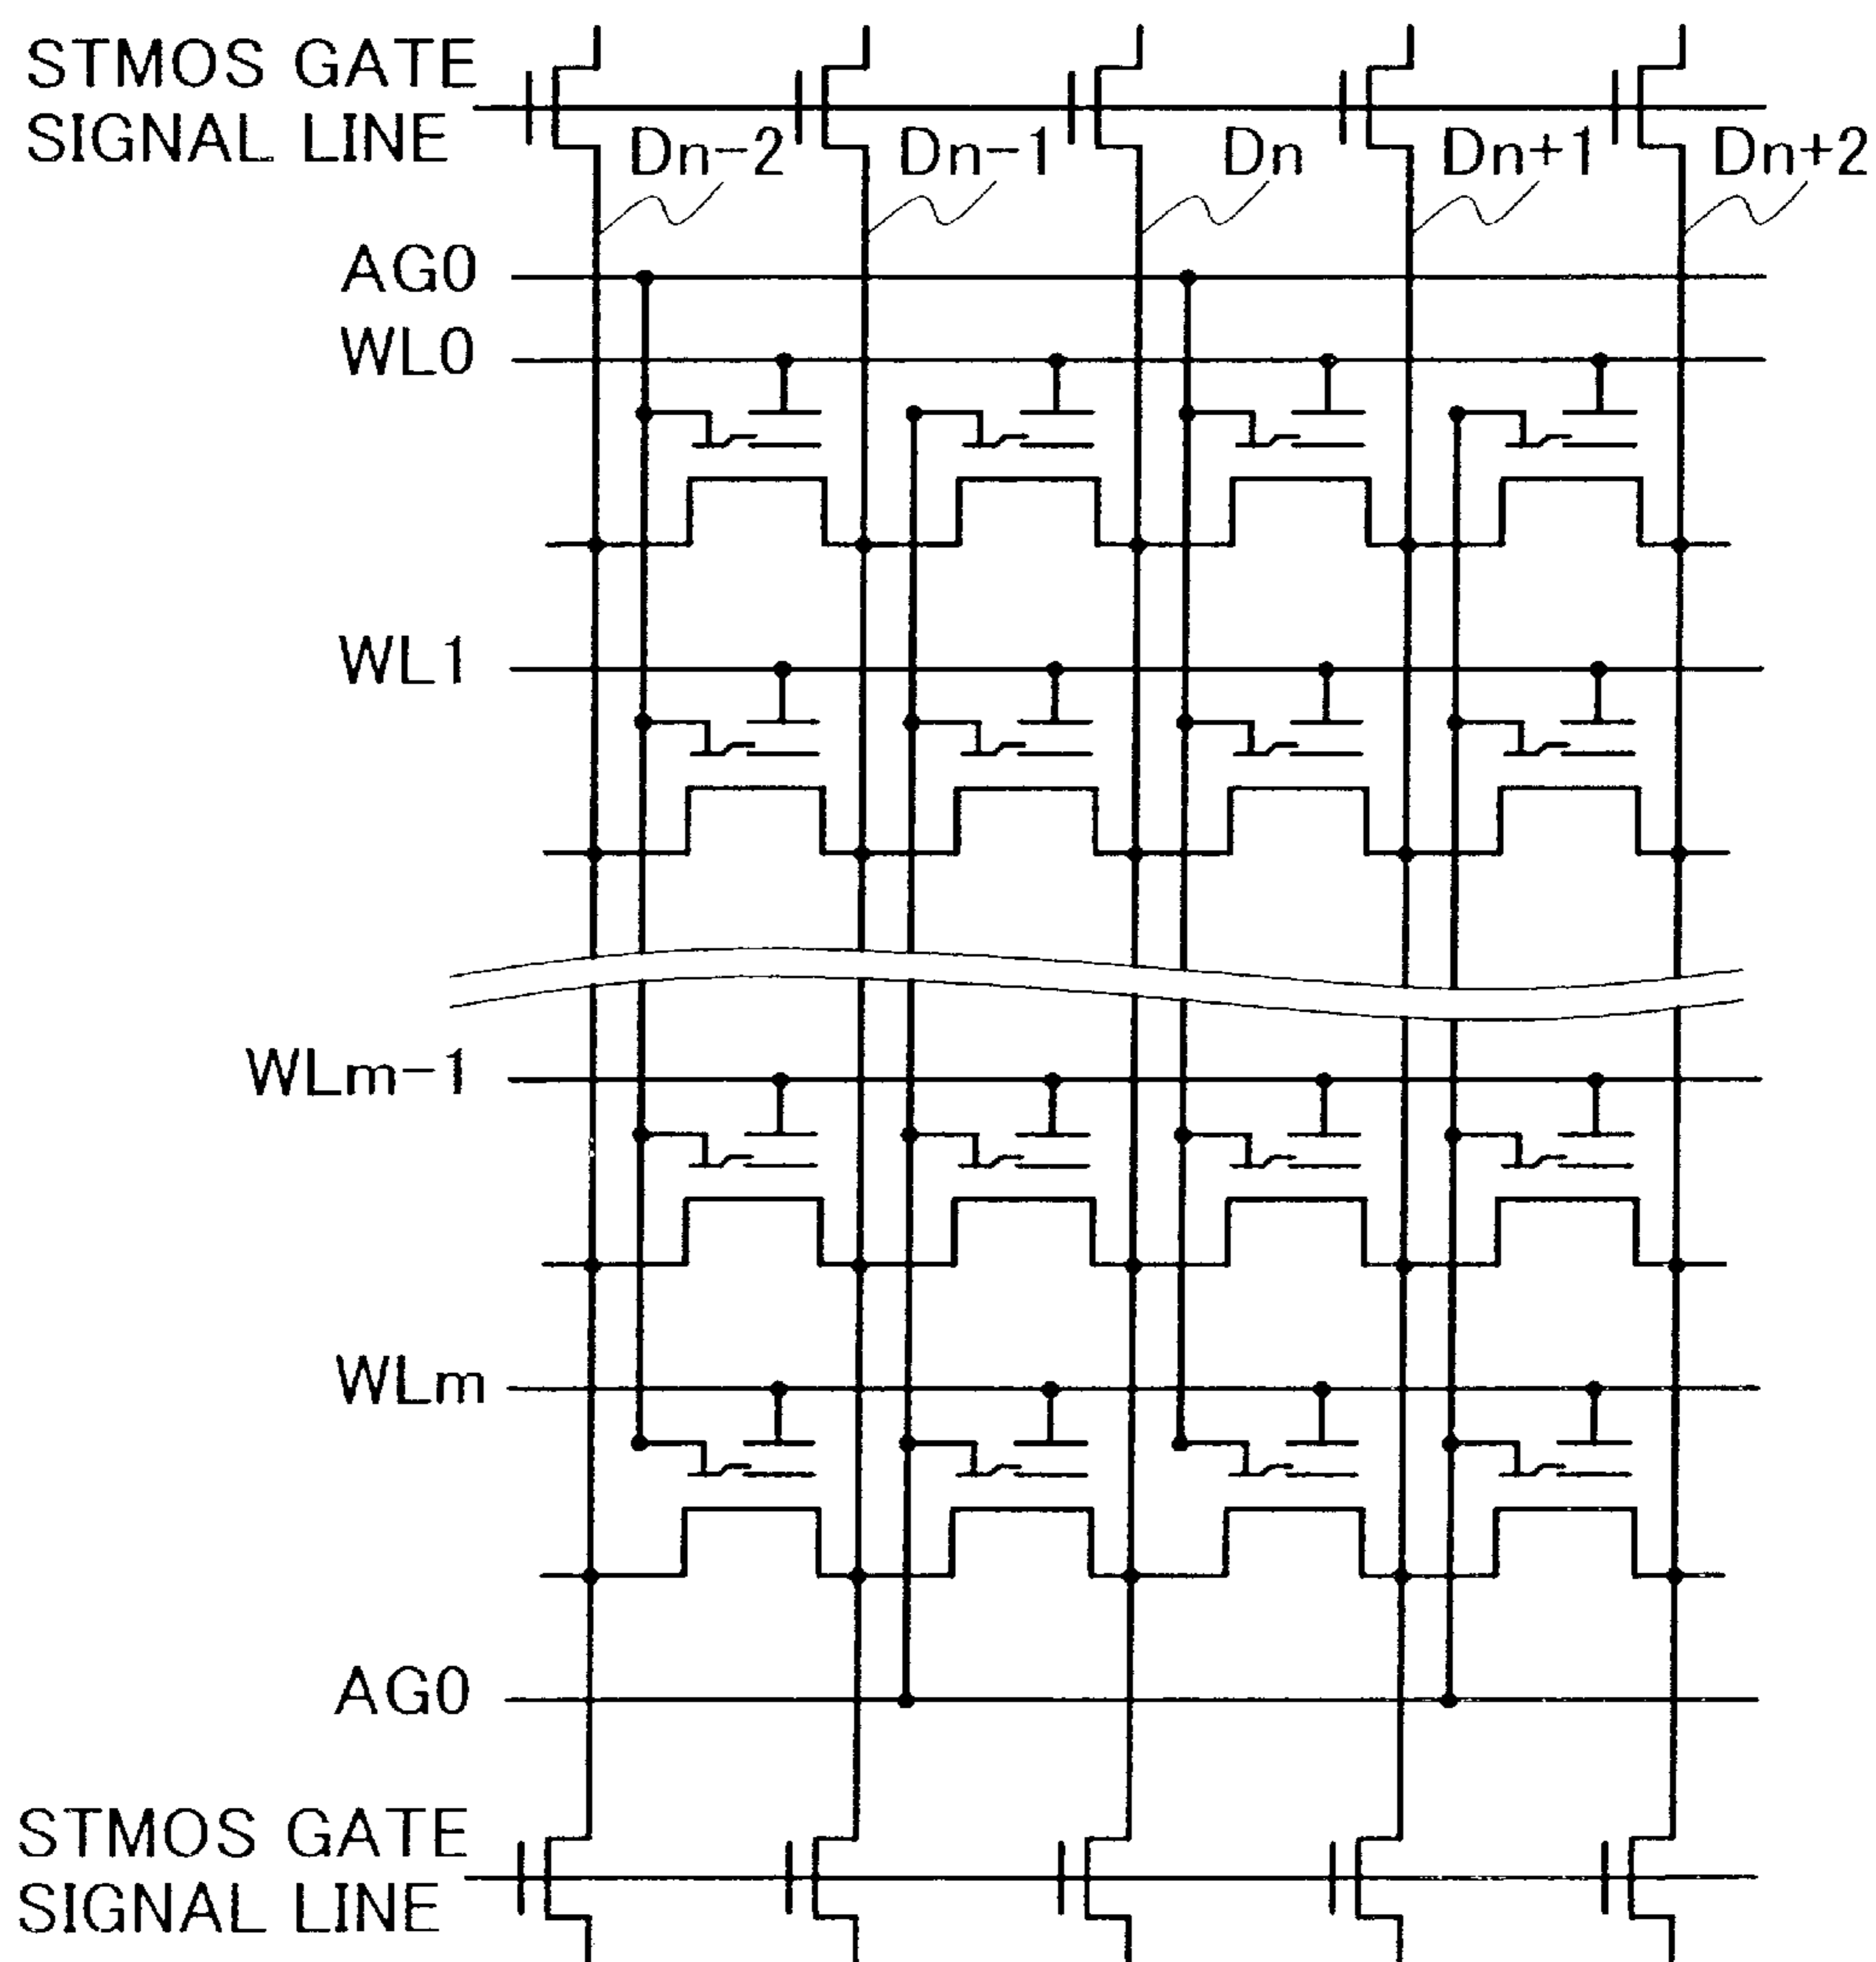 STMOS GATE
SIGNAL LINE
Dn-2 Dn-1 Dn Dn+1 Dn+2
AG0
WL0
WL1
WLm-1
WLm
AG0
STMOS GATE
SIGNAL LINE